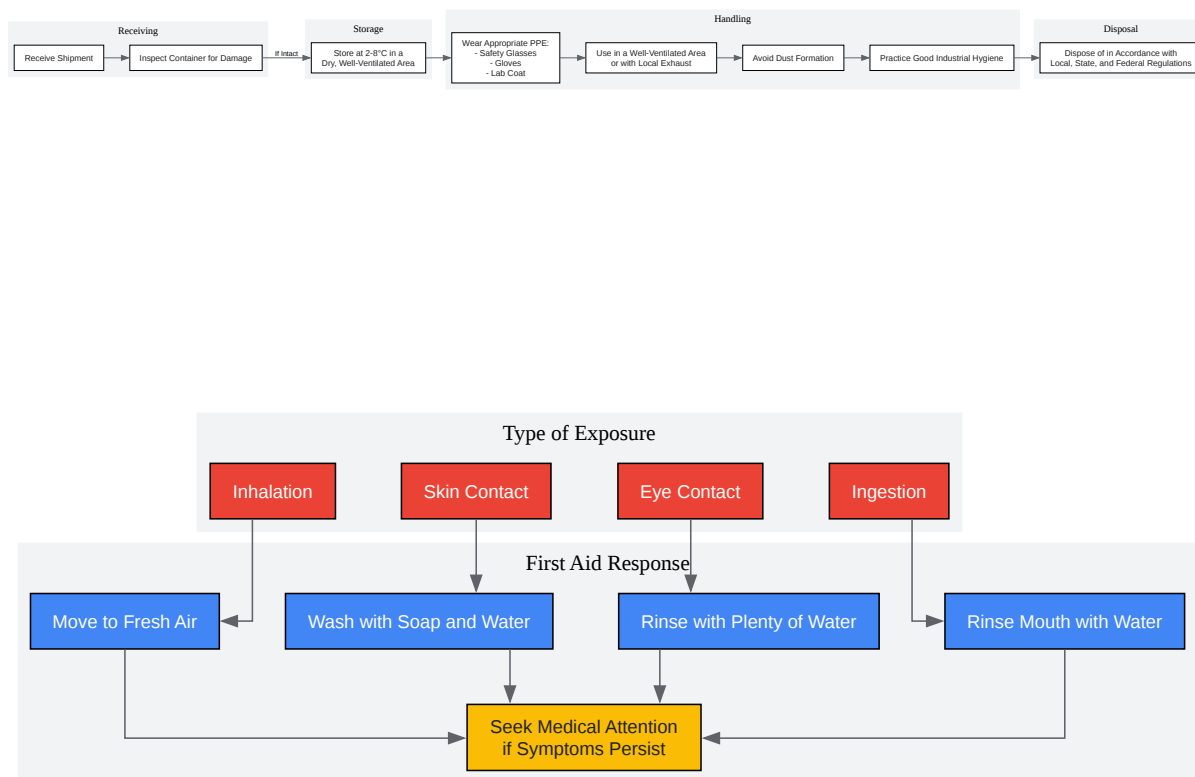 Receiving
Receive Shipment
Inspect Container for Damage
If Intact
Storage
Store at 2-8°C in a
Dry, Well-Ventilated Area
Handling
Wear Appropriate PPE:
- Safety Glasses
- Gloves
- Lab Coat
Use in a Well-Ventilated Area
or with Local Exhaust
Avoid Dust Formation
Practice Good Industrial Hygiene
Disposal
Dispose of in Accordance with
Local, State, and Federal Regulations
Type of Exposure
Inhalation
Skin Contact
Eye Contact
Ingestion
First Aid Response
Move to Fresh Air
Wash with Soap and Water
Rinse with Plenty of Water
Rinse Mouth with Water
Seek Medical Attention
if Symptoms Persist